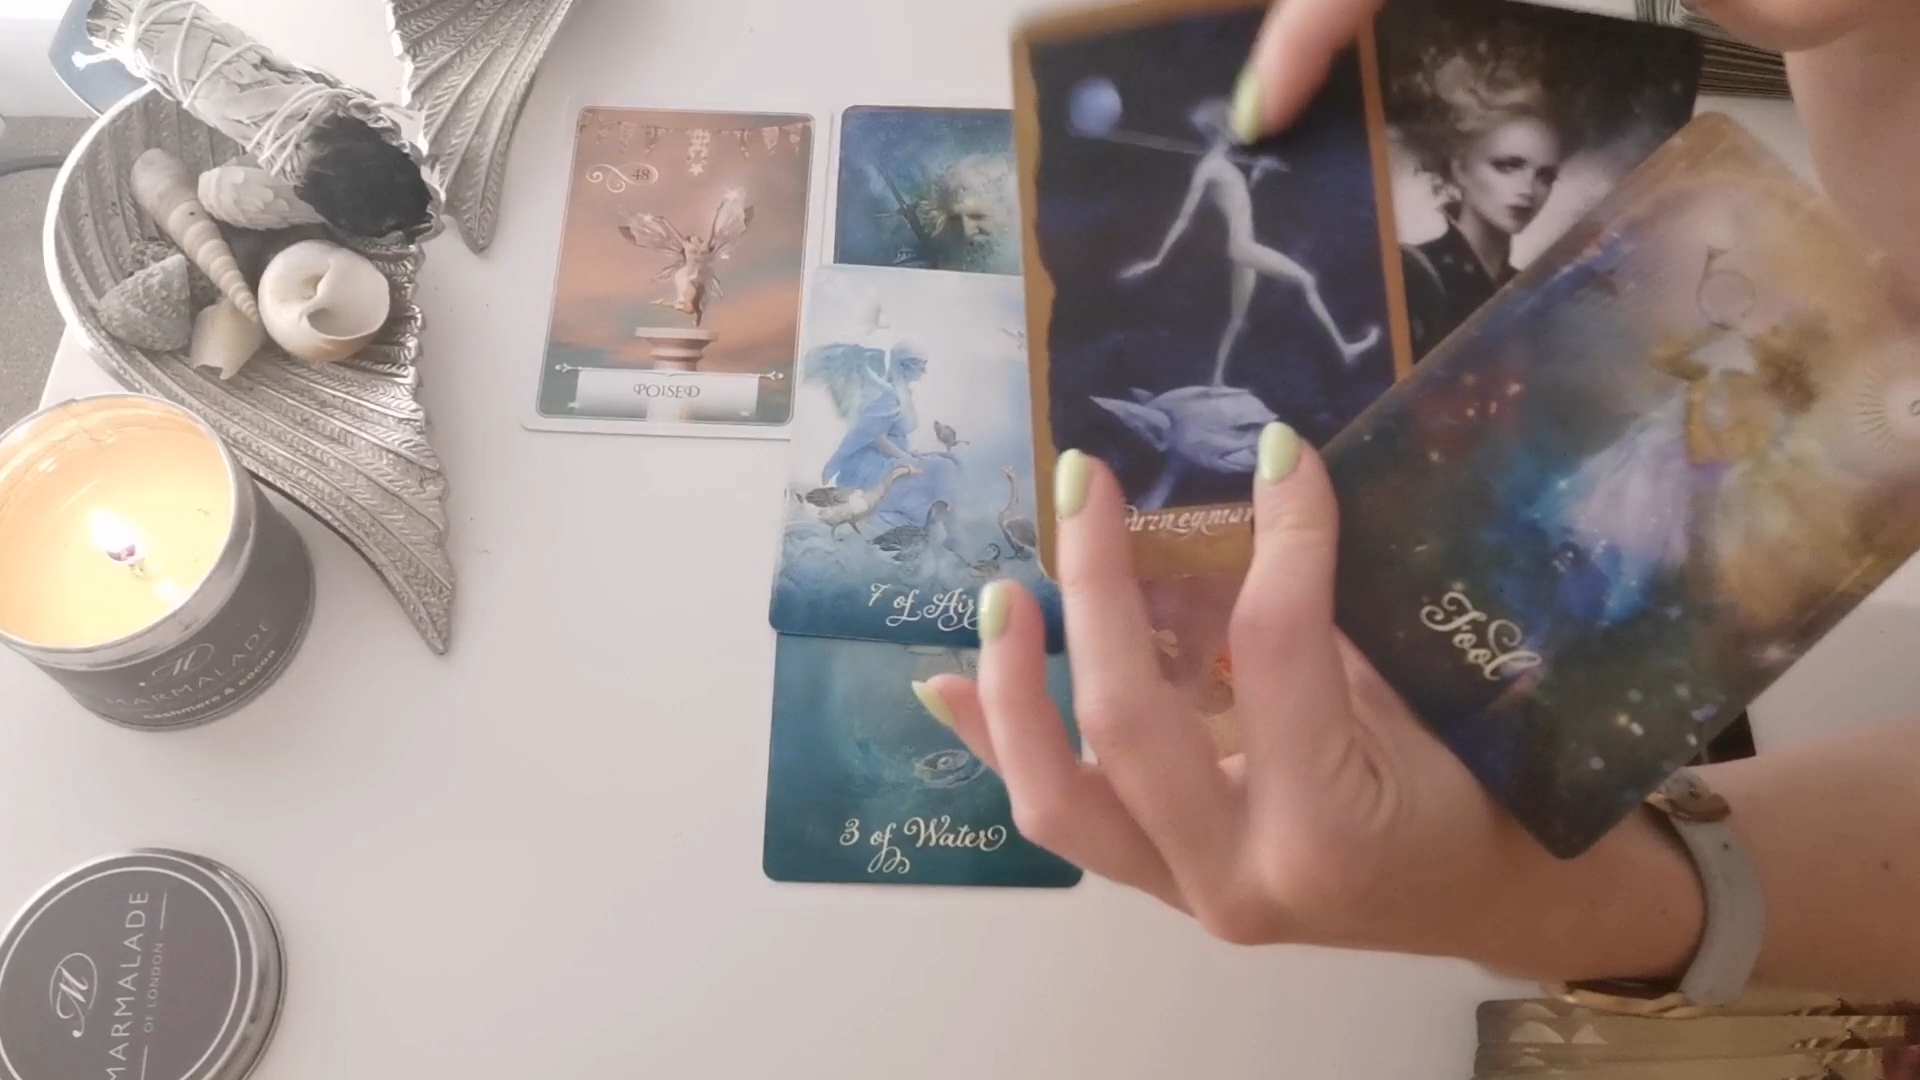 48
POISED
7 of Air
3 of Water
Fool
MARMALADE
cashmere & cocoa
M
MARMALADE
OF LONDON